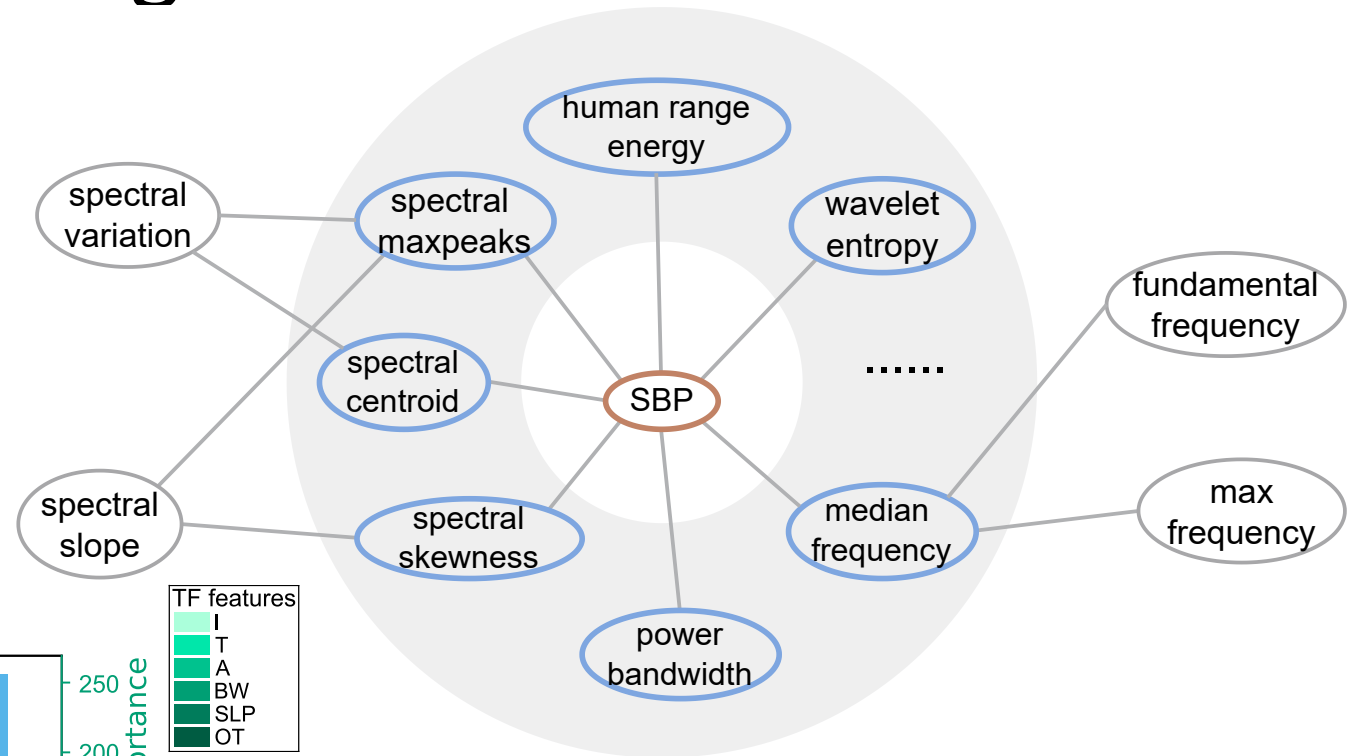 human range
energy
spectral
variation
spectral
maxpeaks
wavelet
entropy
fundamental
frequency
spectral
centroid
SBP
......
spectral
slope
spectral
skewness
median
frequency
max
frequency
power
bandwidth
TF features
I
T
A
BW
SLP
OT
250
200